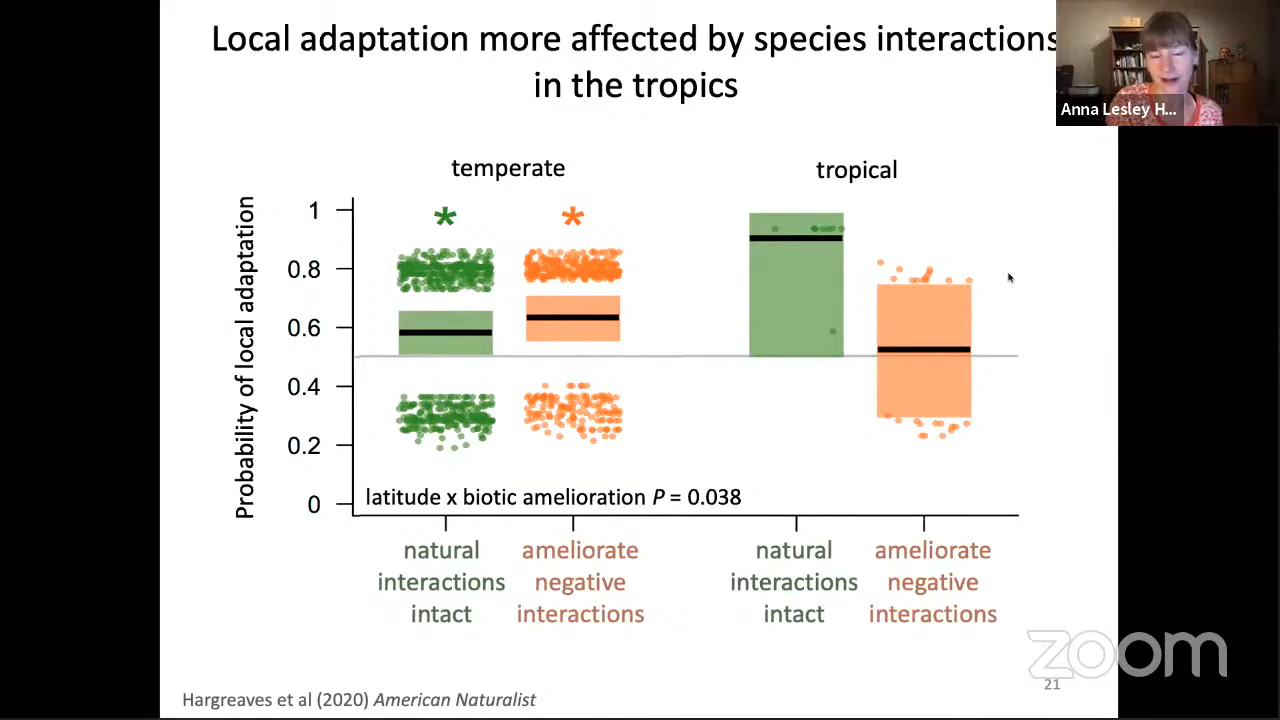 Local adaptation more affected by species interactions
in the tropics
Anna Lesley H...
temperate
tropical
Probability of local adaptation
1
0.8
0.6
0.4
0.2
0
*
*
latitude x biotic amelioration P = 0.038
natural
interactions
intact
ameliorate
negative
interactions
natural
interactions
intact
ameliorate
negative
interactions
zoom
21
Hargreaves et al (2020) American Naturalist